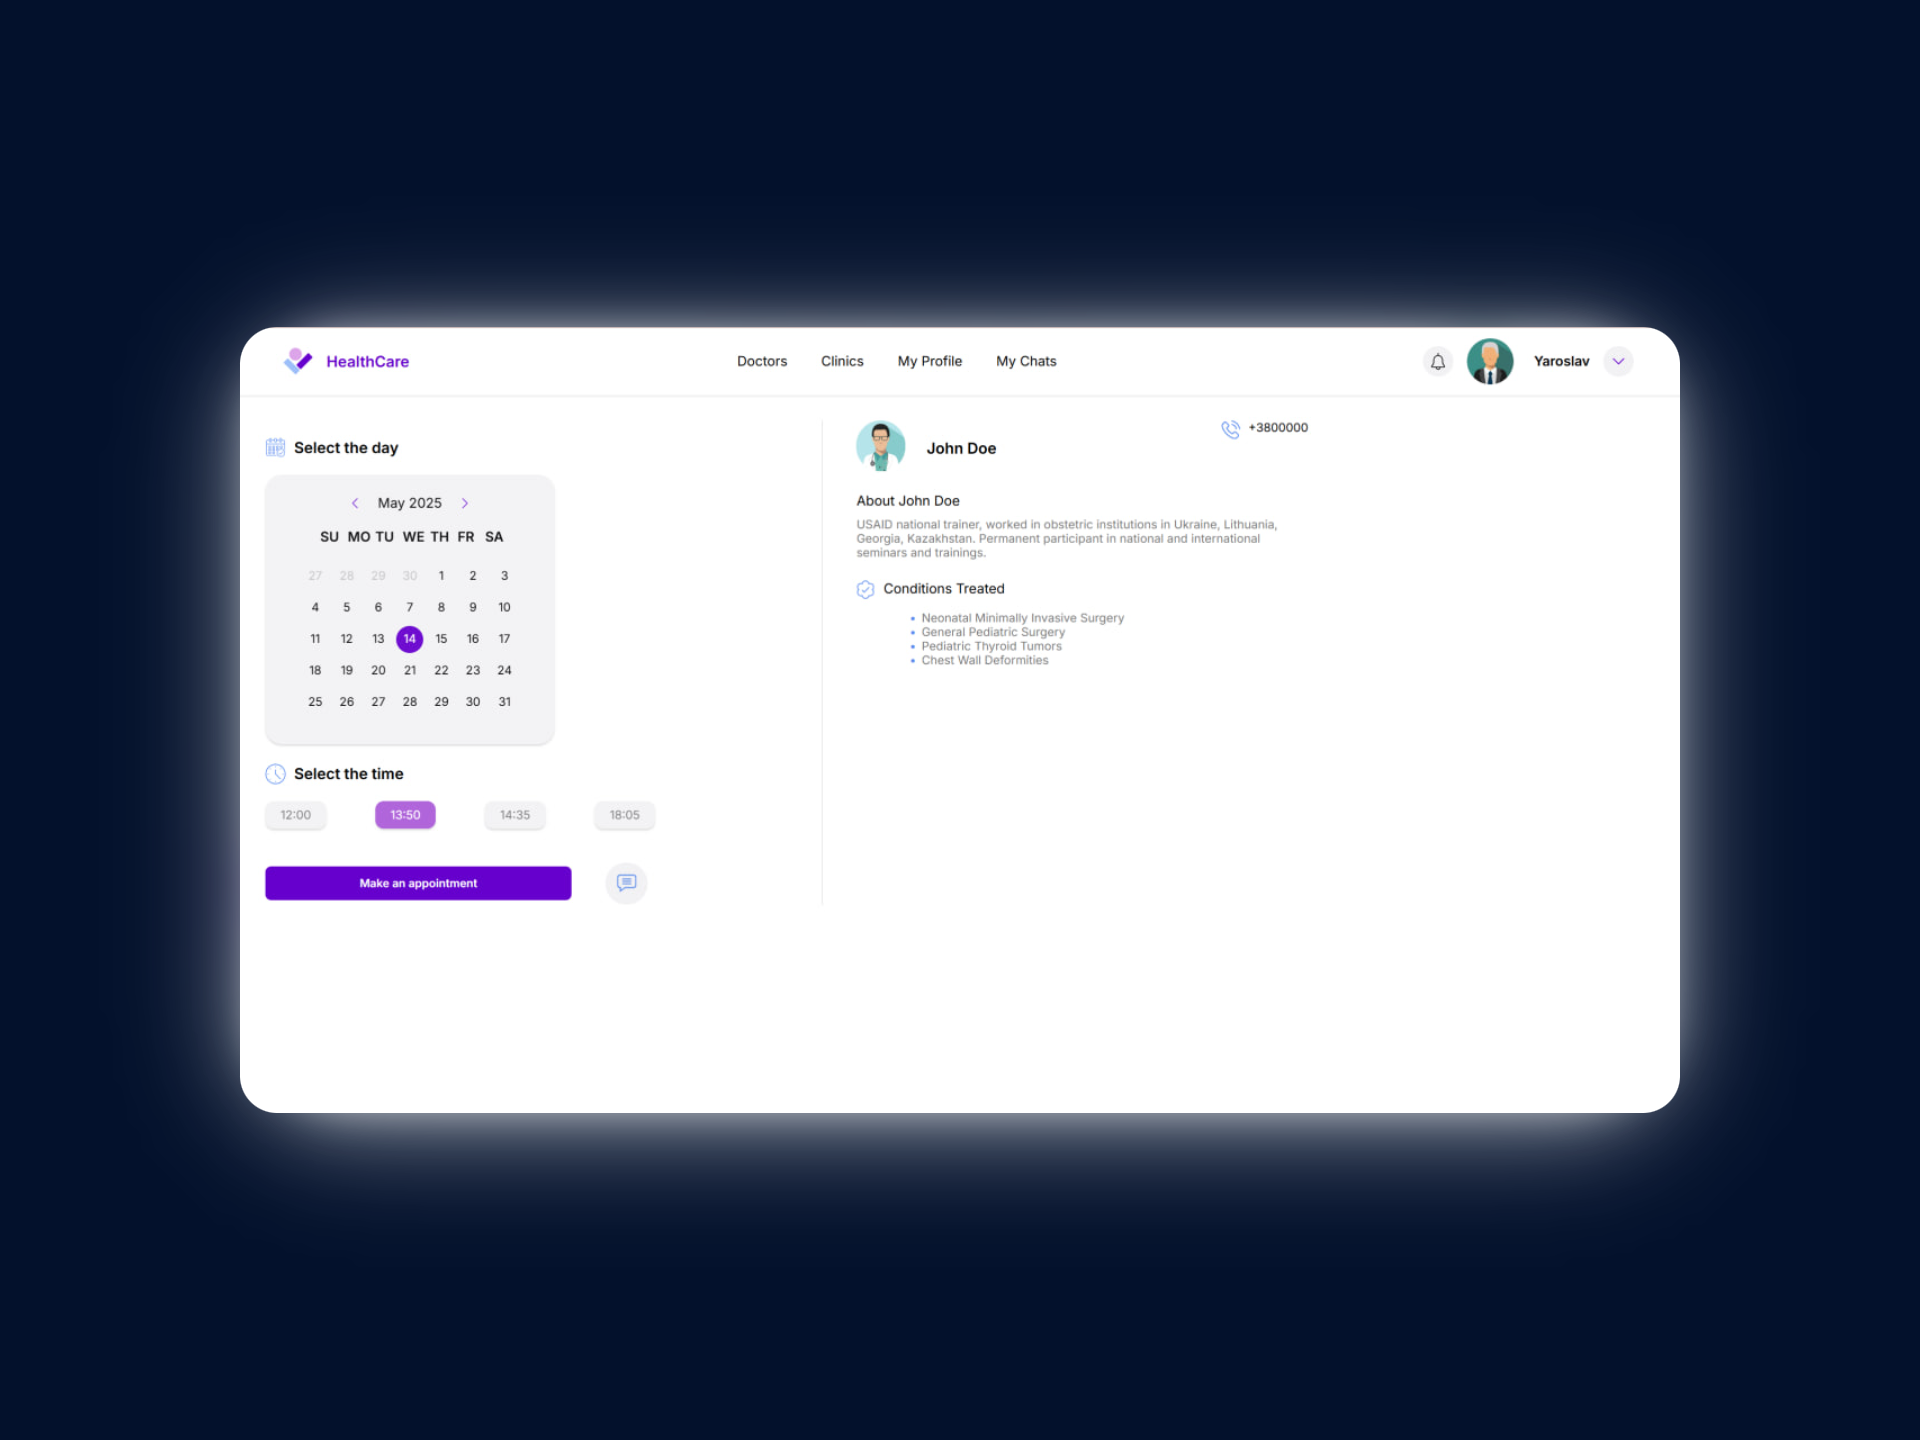 HealthCare
Doctors Clinics My Profile My Chats
Yaroslav
Select the day
May 2025
SU MO TU WE TH FR SA
27 28 29 30 1 2 3
4 5 6 7 8 9 10
11 12 13 14 15 16 17
18 19 20 21 22 23 24
25 26 27 28 29 30 31
Select the time
12:00 13:50 14:35 18:05
Make an appointment
John Doe
+3800000
About John Doe
USAID national trainer, worked in obstetric institutions in Ukraine, Lithuania,
Georgia, Kazakhstan. Permanent participant in national and international
seminars and trainings.
Conditions Treated
• Neonatal Minimally Invasive Surgery
• General Pediatric Surgery
• Pediatric Thyroid Tumors
• Chest Wall Deformities